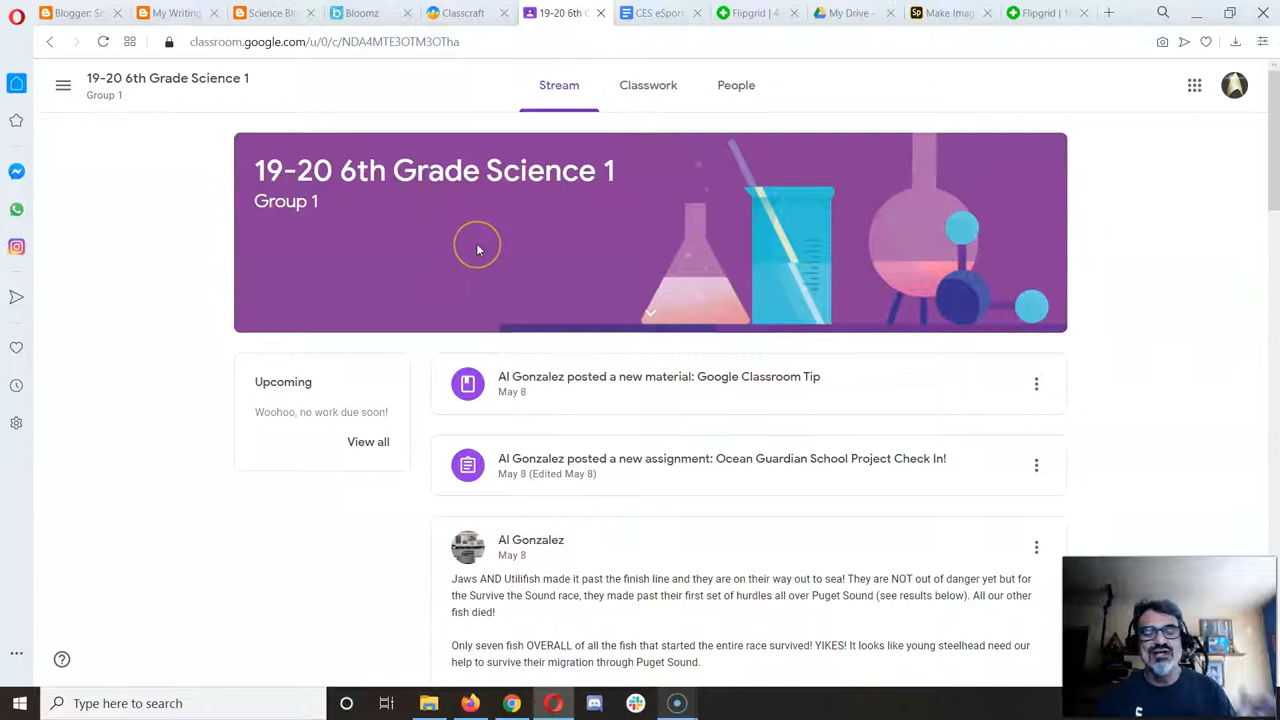 Blogger: S
My Writing
Science Blo
Bloomz
Classcraft
19-20 6th G
CES eSport
Flipgrid | 4
My Drive -
Make Imag
Flipgrid | 1
classroom.google.com/u/0/c/NDA4MTE3OTM3OTha
19-20 6th Grade Science 1
Group 1
Stream
Classwork
People
19-20 6th Grade Science 1
Group 1
Upcoming
Woohoo, no work due soon!
View all
Al Gonzalez posted a new material: Google Classroom Tip
May 8
Al Gonzalez posted a new assignment: Ocean Guardian School Project Check In!
May 8 (Edited May 8)
Al Gonzalez
May 8
Jaws AND Utilifish made it past the finish line and they are on their way out to sea! They are NOT out of danger yet but for
the Survive the Sound race, they made past their first set of hurdles all over Puget Sound (see results below). All our other
fish died!
Only seven fish OVERALL of all the fish that started the entire race survived! YIKES! It looks like young steelhead need our
help to survive their migration through Puget Sound.
Type here to search